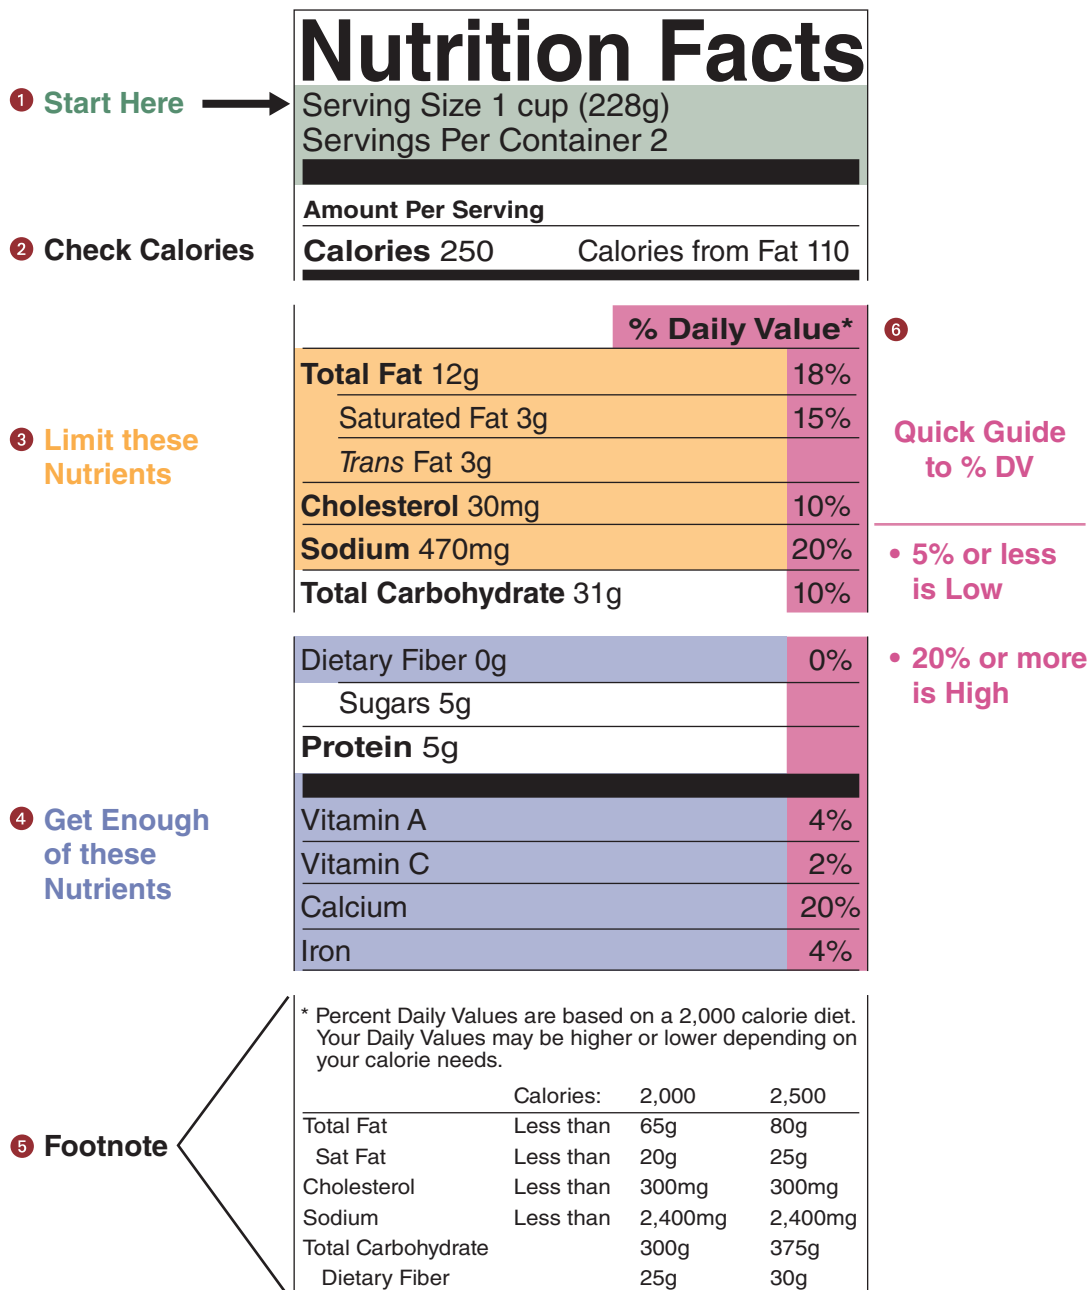 Nutrition Facts
1 Start Here
Serving Size 1 cup (228g)
Servings Per Container 2
Amount Per Serving
2 Check Calories
Calories 250 Calories from Fat 110
% Daily Value*
6
Total Fat 12g 18%
Saturated Fat 3g 15%
Trans Fat 3g
Cholesterol 30mg 10%
Sodium 470mg 20%
Total Carbohydrate 31g 10%
3 Limit these
Nutrients
Quick Guide
to % DV
• 5% or less
is Low
• 20% or more
is High
Dietary Fiber 0g 0%
Sugars 5g
Protein 5g
Vitamin A 4%
Vitamin C 2%
Calcium 20%
Iron 4%
4 Get Enough
of these
Nutrients
5 Footnote
* Percent Daily Values are based on a 2,000 calorie diet.
Your Daily Values may be higher or lower depending on
your calorie needs.
Calories: 2,000 2,500
Total Fat Less than 65g 80g
Sat Fat Less than 20g 25g
Cholesterol Less than 300mg 300mg
Sodium Less than 2,400mg 2,400mg
Total Carbohydrate 300g 375g
Dietary Fiber 25g 30g